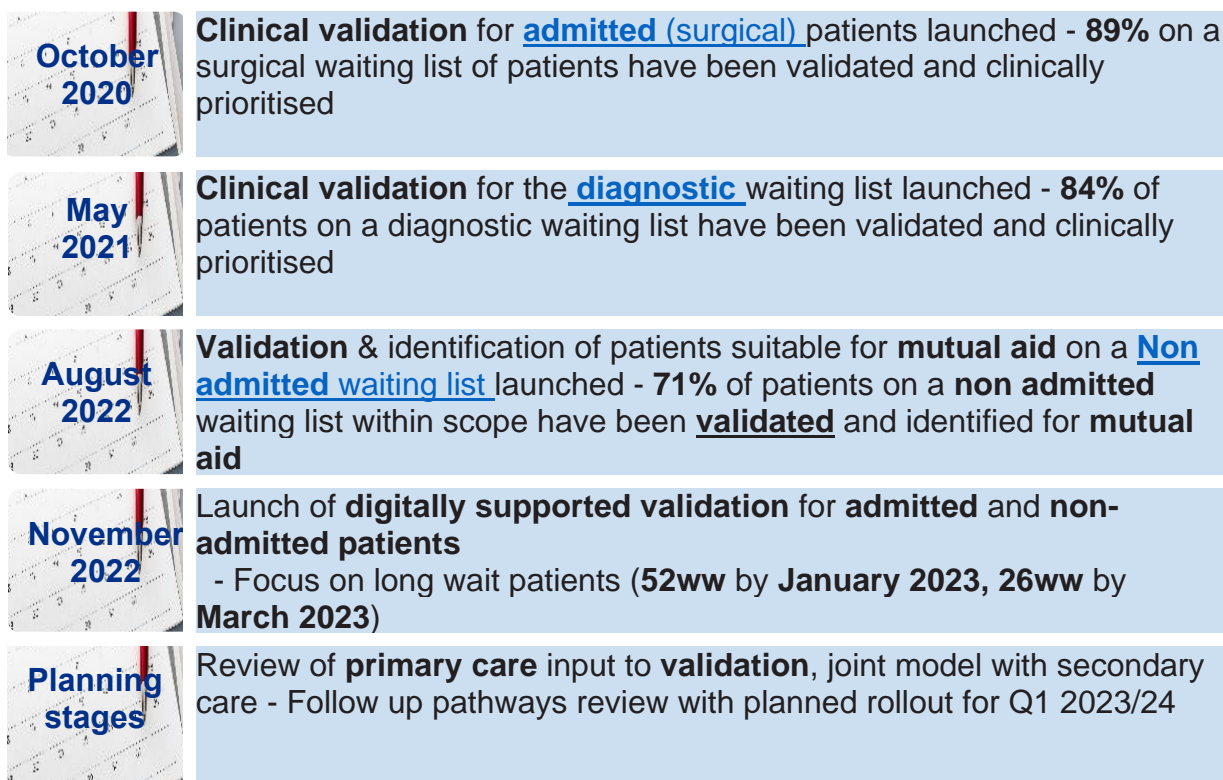 October
2020
Clinical validation for admitted (surgical) patients launched - 89% on a
surgical waiting list of patients have been validated and clinically
prioritised
May
2021
Clinical validation for the diagnostic waiting list launched - 84% of
patients on a diagnostic waiting list have been validated and clinically
prioritised
August
2022
Validation & identification of patients suitable for mutual aid on a Non
admitted waiting list launched - 71% of patients on a non admitted
waiting list within scope have been validated and identified for mutual
aid
November
2022
Launch of digitally supported validation for admitted and non-
admitted patients
- Focus on long wait patients (52ww by January 2023, 26ww by
March 2023)
Planning
stages
Review of primary care input to validation, joint model with secondary
care - Follow up pathways review with planned rollout for Q1 2023/24